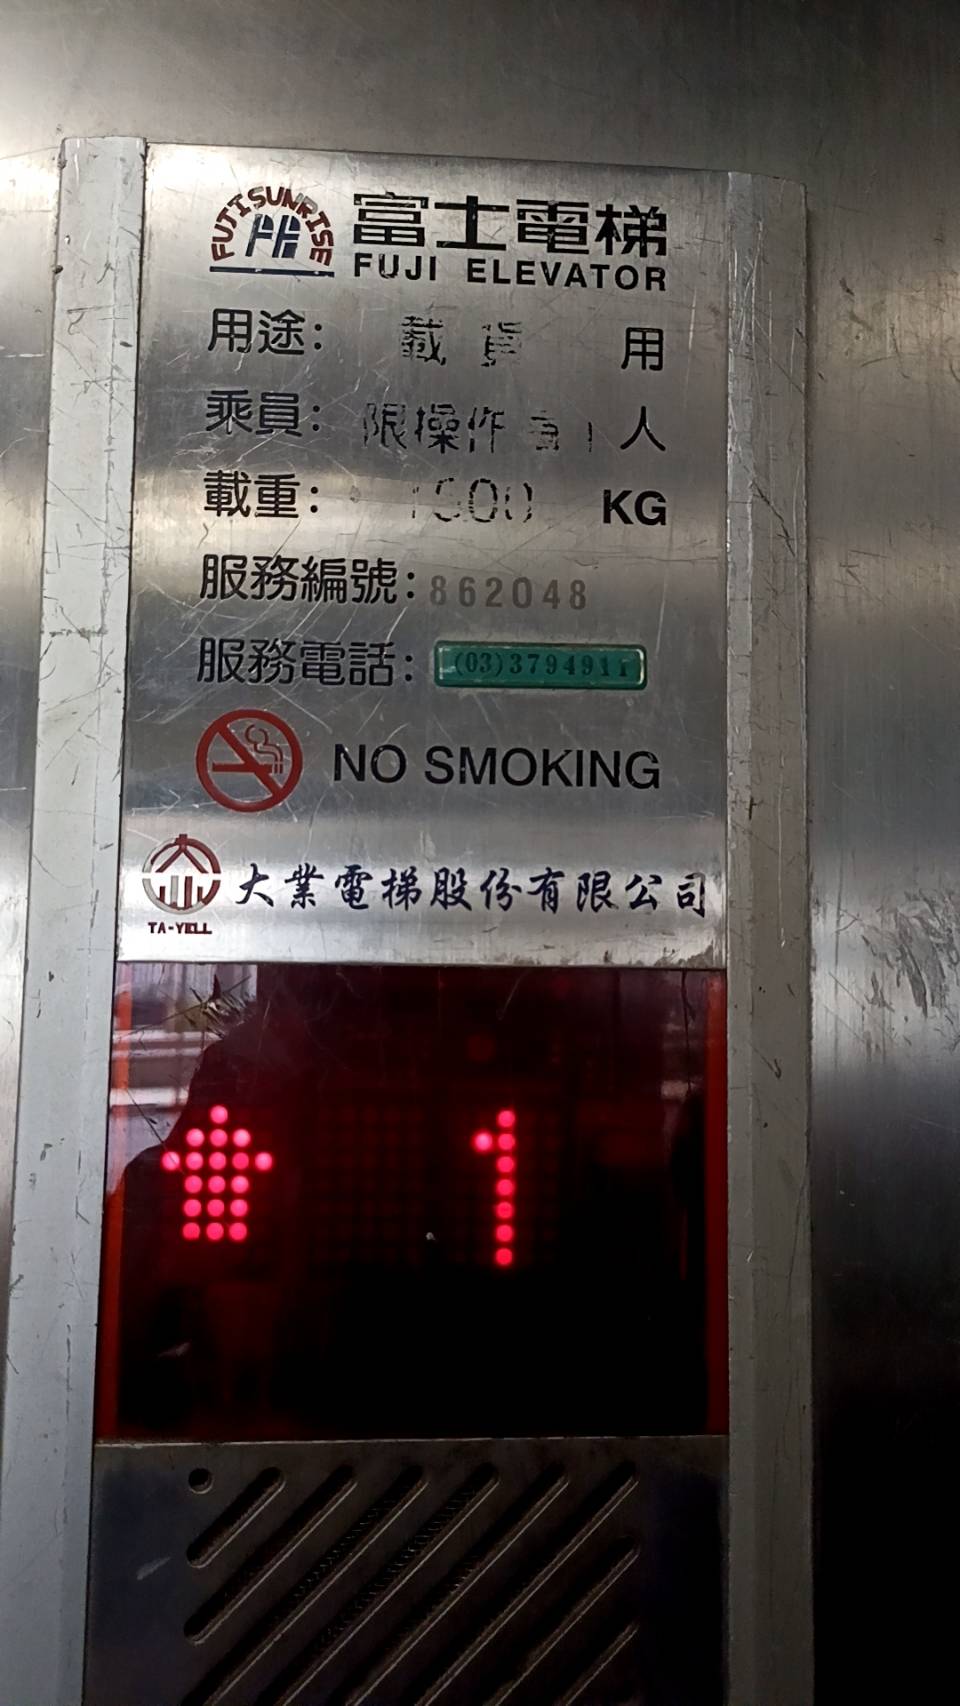 FUJI SUNRISE
富士電梯
FUJI ELEVATOR
用途: 載 用
乘員: 限操作 人
載重: KG
服務編號: 862048
服務電話: (03)3794911
NO SMOKING
大業電梯股份有限公司
TA-YELL
1